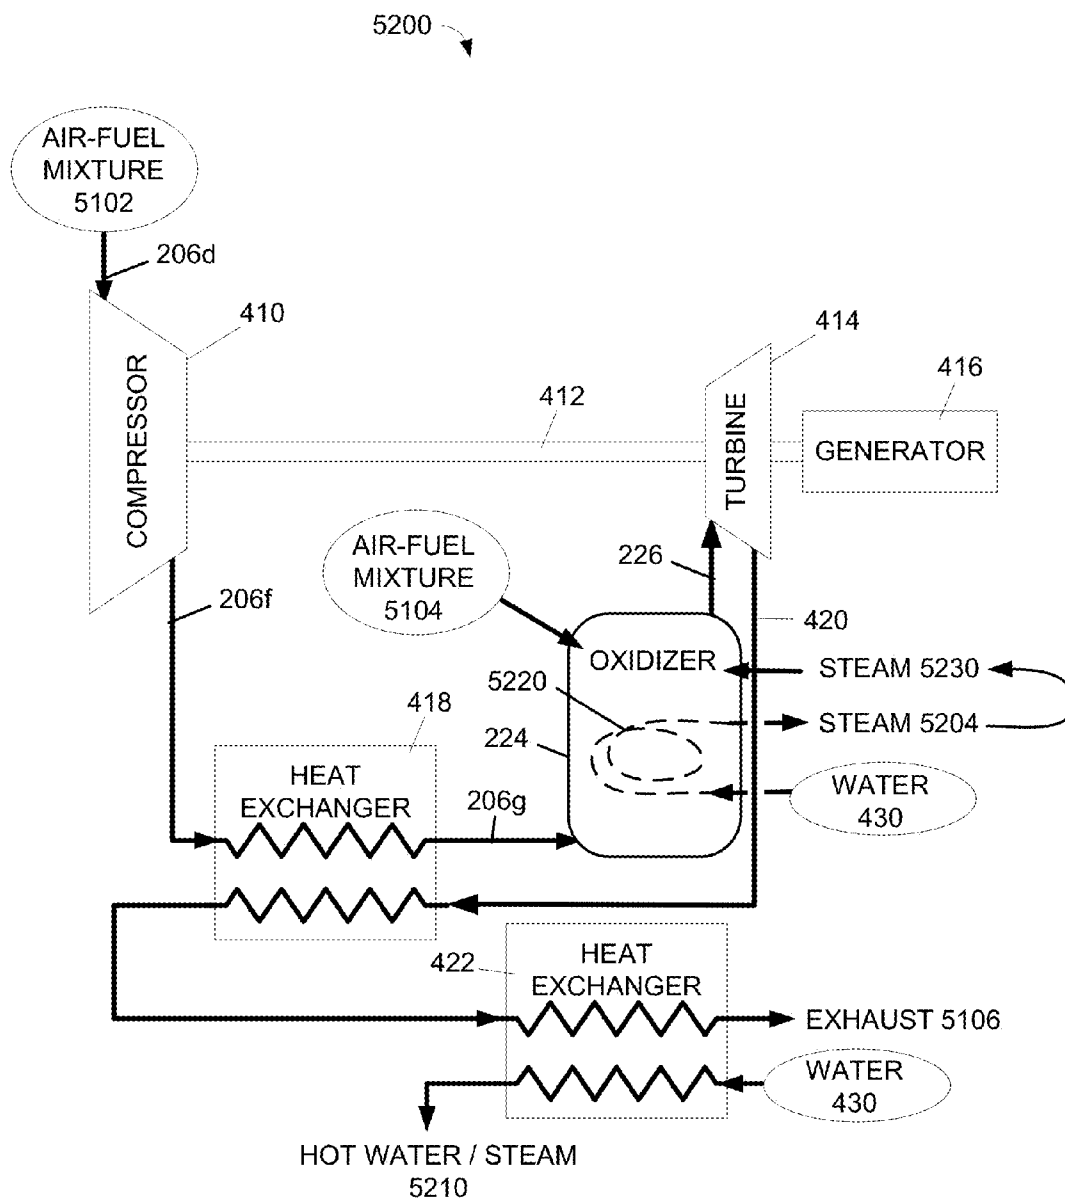 5200
AIR-FUEL
MIXTURE
5102
206d
410
414
416
412
COMPRESSOR
TURBINE
GENERATOR
AIR-FUEL
MIXTURE
5104
226
206f
420
OXIDIZER
STEAM 5230
5220
418
STEAM 5204
224
HEAT
EXCHANGER
WATER
430
206g
422
HEAT
EXCHANGER
EXHAUST 5106
WATER
430
HOT WATER / STEAM
5210